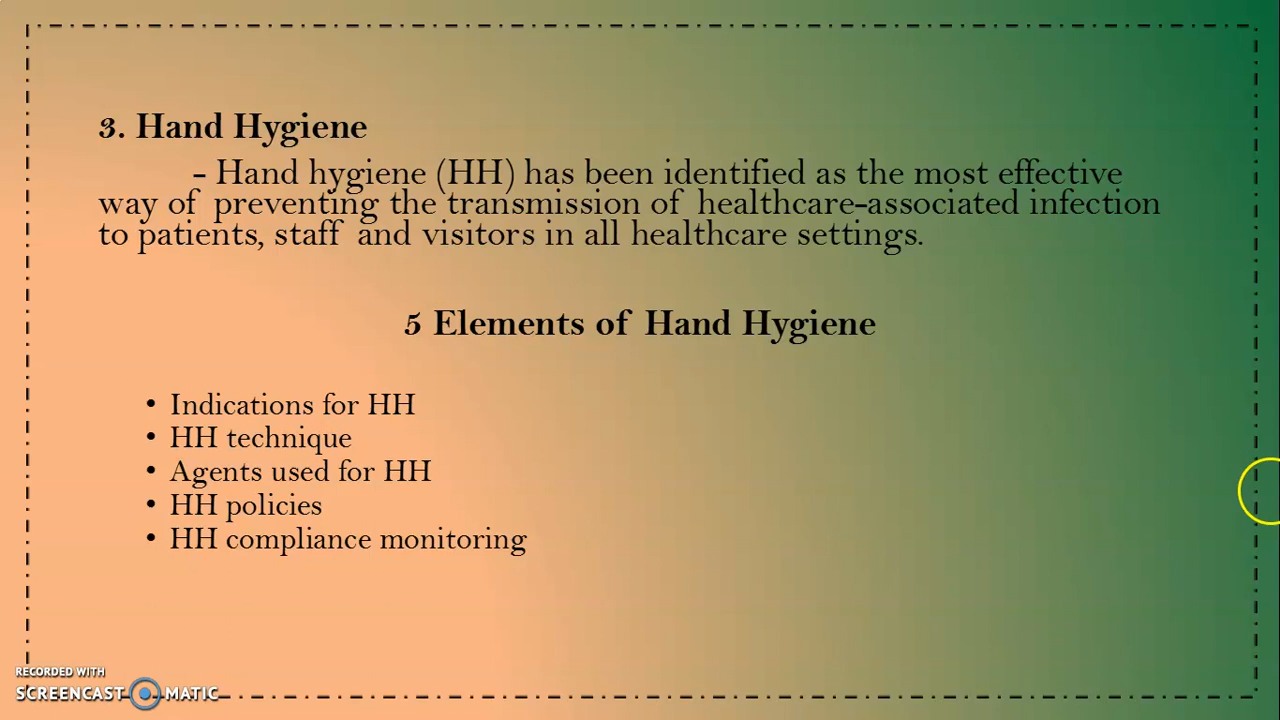 3. Hand Hygiene
- Hand hygiene (HH) has been identified as the most effective
way of preventing the transmission of healthcare-associated infection
to patients, staff and visitors in all healthcare settings.
5 Elements of Hand Hygiene
• Indications for HH
• HH technique
• Agents used for HH
• HH policies
• HH compliance monitoring
RECORDED WITH
SCREENCAST MATIC